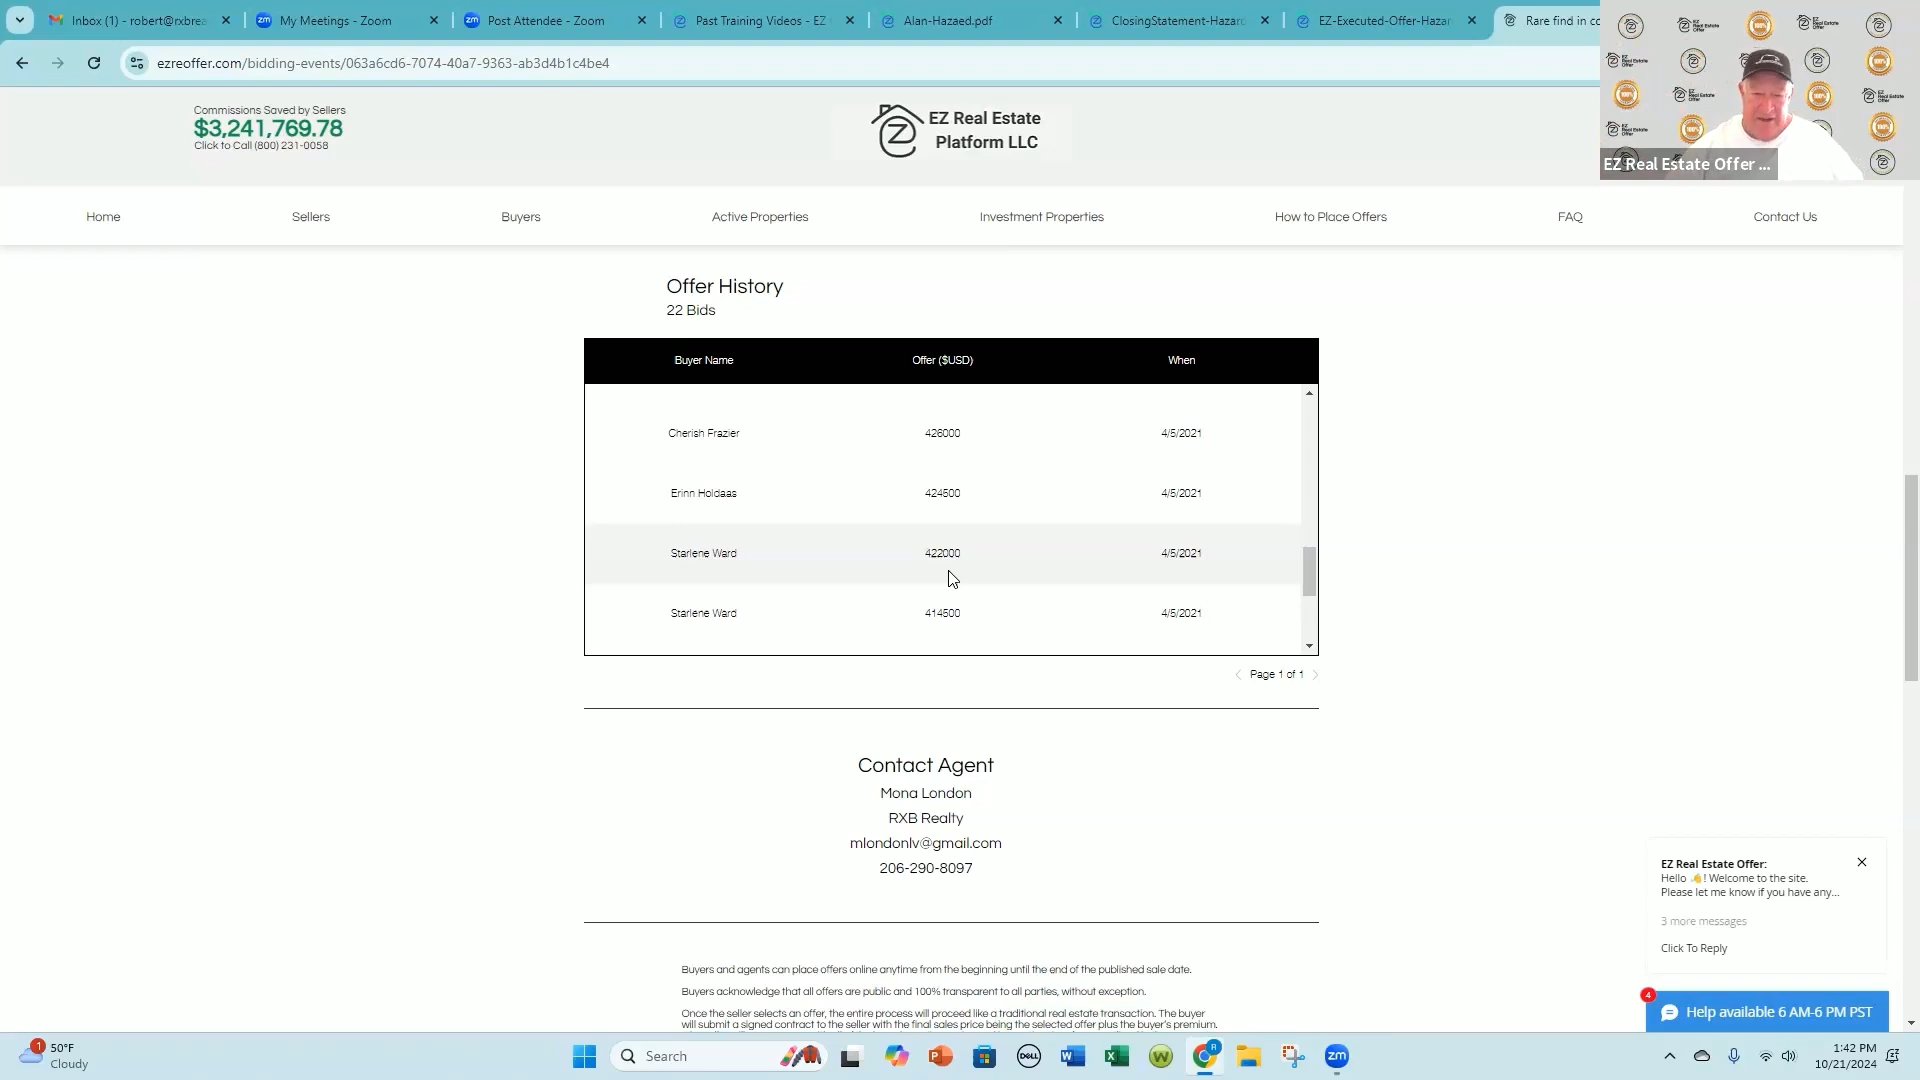 Inbox (1) - robert@rxbrea
My Meetings - Zoom
Post Attendee - Zoom
Past Training Videos - EZ
Alan-Hazaed.pdf
ClosingStatement-Hazard
EZ-Executed-Offer-Hazar
Rare find in co
ezreoffer.com/bidding-events/063a6cd6-7074-40a7-9363-ab3d4b1c4be4
EZ Real Estate Offer ...
Commissions Saved by Sellers
$3,241,769.78
Click to Call (800) 231-0058
EZ Real Estate
Platform LLC
Home Sellers Buyers Active Properties Investment Properties How to Place Offers FAQ Contact Us
Offer History
22 Bids
Buyer Name Offer ($USD) When
Cherish Frazier 426000 4/5/2021
Erinn Holdaas 424500 4/5/2021
Starlene Ward 422000 4/5/2021
Starlene Ward 414500 4/5/2021
Page 1 of 1
Contact Agent
Mona London
RXB Realty
mlondonlv@gmail.com
206-290-8097
EZ Real Estate Offer:
Hello 👋! Welcome to the site.
Please let me know if you have any...
3 more messages
Click To Reply
4
Help available 6 AM-6 PM PST
Buyers and agents can place offers online anytime from the beginning until the end of the published sale date.
Buyers acknowledge that all offers are public and 100% transparent to all parties, without exception.
Once the seller selects an offer, the entire process will proceed like a traditional real estate transaction. The buyer
will submit a signed contract to the seller with the final sales price being the selected offer plus the buyer's premium.
1
50°F
Cloudy
Search
DELL
zm
1:42 PM
10/21/2024